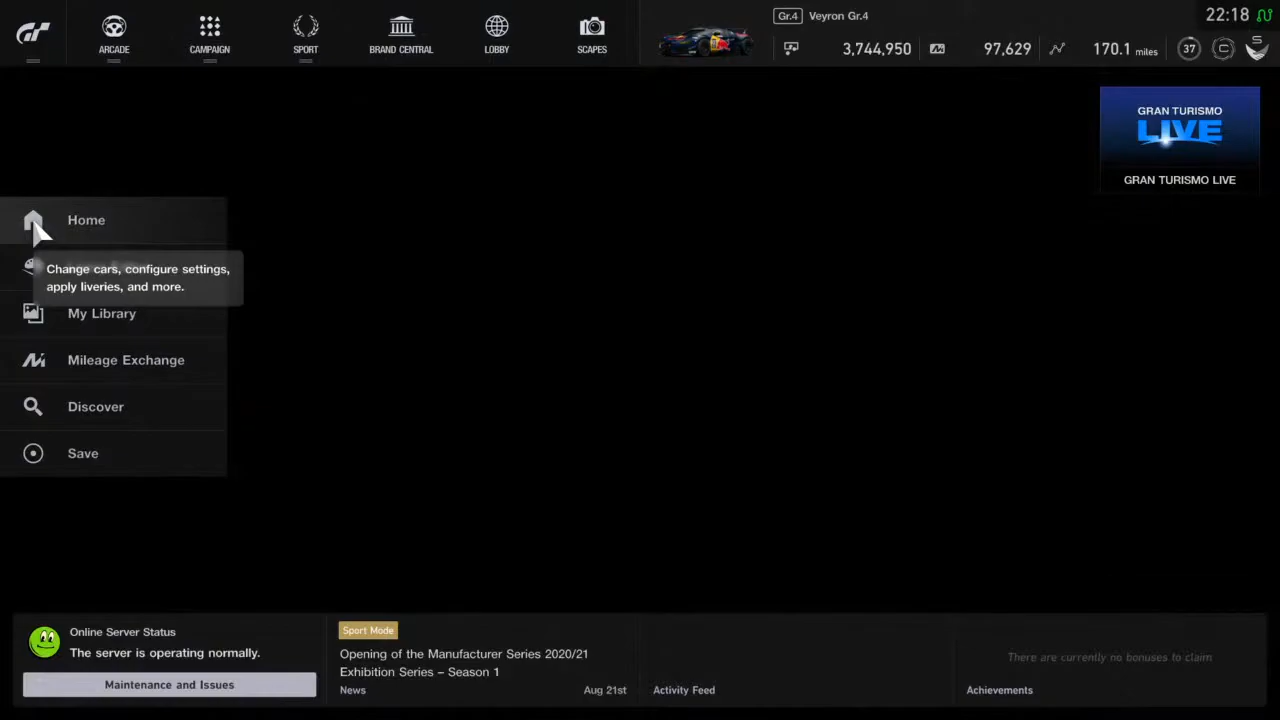 ARCADE
CAMPAIGN
SPORT
BRAND CENTRAL
LOBBY
SCAPES
Gr.4 Veyron Gr.4
3,744,950
97,629
170.1 miles
37
C
S
22:18
GRAN TURISMO
LIVE
GRAN TURISMO LIVE
Home
Change cars, configure settings,
apply liveries, and more.
My Library
Mileage Exchange
Discover
Save
Online Server Status
The server is operating normally.
Maintenance and Issues
Sport Mode
Opening of the Manufacturer Series 2020/21
Exhibition Series – Season 1
News Aug 21st
Activity Feed
There are currently no bonuses to claim
Achievements